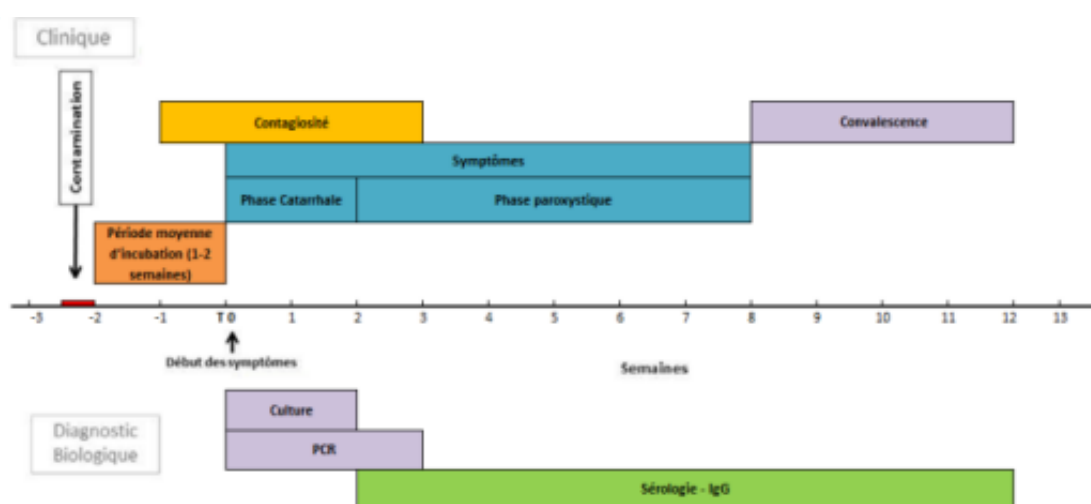 Clinique
Contamination
Contagiosité
Convalescence
Symptômes
Phase Catarrhale
Phase paroxystique
Période moyenne
d'incubation (1-2
semaines)
-3 -2 -1 T 0 1 2 3 4 5 6 7 8 9 10 11 12 13
Début des symptômes
Semaines
Culture
Diagnostic
Biologique
PCR
Sérologie - IgG